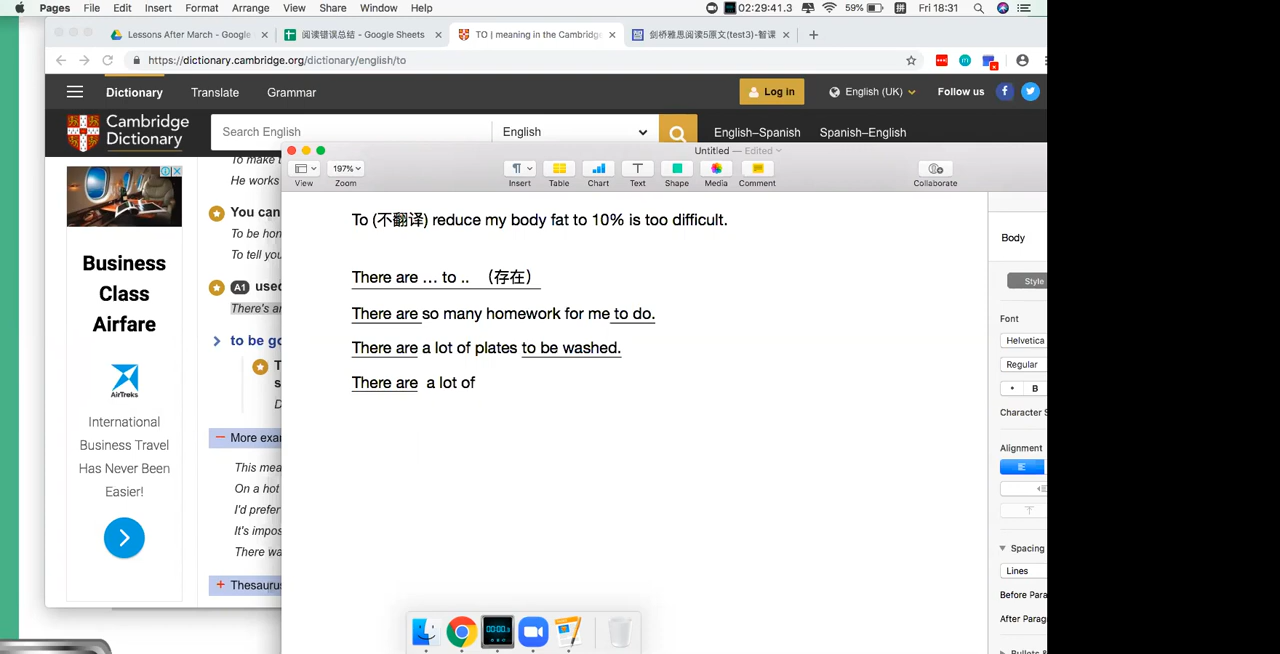 Pages File Edit Insert Format Arrange View Share Window Help 02:29:41.3 59% 拼 Fri 18:31
Lessons After March - Google 阅读错误总结 - Google Sheets TO | meaning in the Cambridge 剑桥雅思阅读5原文(test3)-智课
https://dictionary.cambridge.org/dictionary/english/to
Dictionary Translate Grammar Log in English (UK) Follow us
Cambridge Dictionary
Search English English English–Spanish Spanish–English
Untitled — Edited
197%
View Zoom Insert Table Chart Text Shape Media Comment Collaborate
To make
He works
You can
To be hon
To tell you
A1 used
There's a
to be go
T
s
More exa
This mea
On a hot
I'd prefer
It's impos
There wa
Thesauru
Business
Class
Airfare
AirTreks
International
Business Travel
Has Never Been
Easier!
To (不翻译) reduce my body fat to 10% is too difficult.
There are … to .. （存在）
There are so many homework for me to do.
There are a lot of plates to be washed.
There are a lot of
Body
Style
Font
Helvetica
Regular
B
Character S
Alignment
Spacing
Lines
Before Para
After Parag
Bullets &